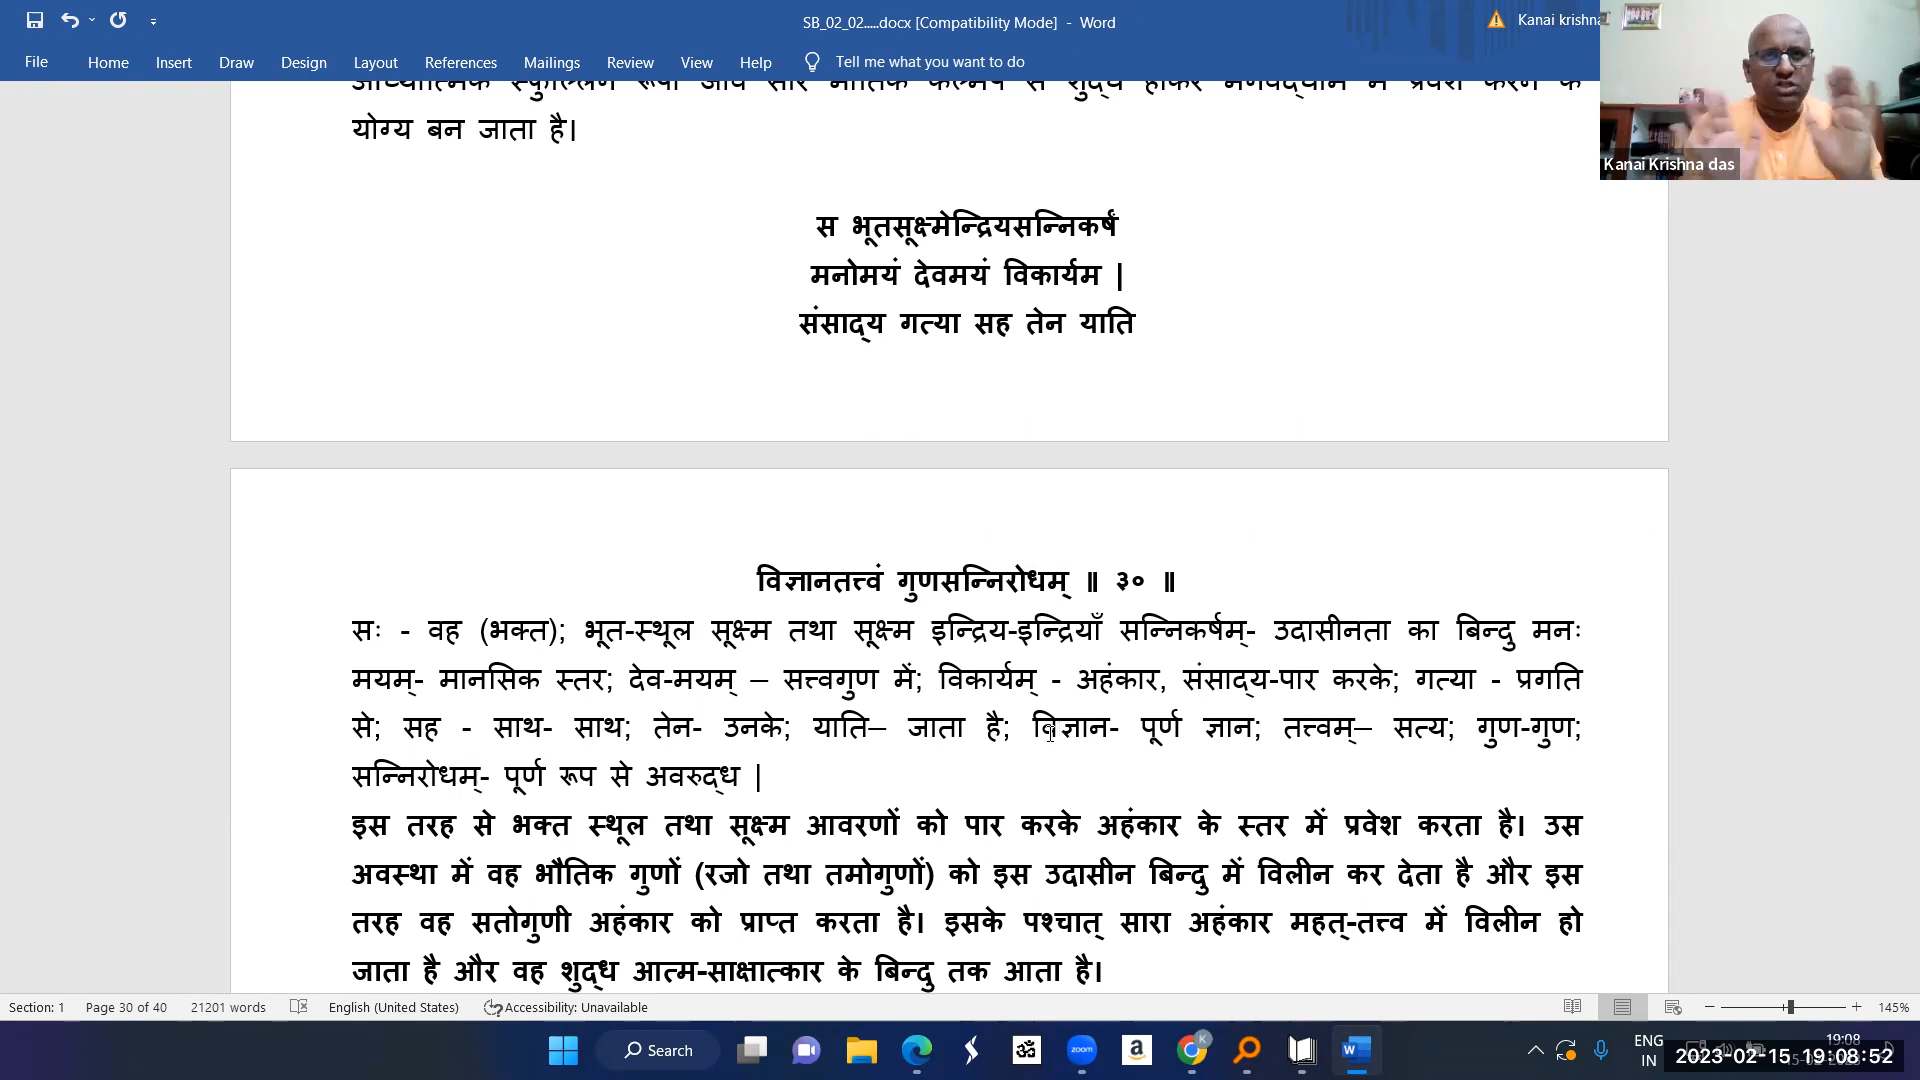 SB_02_02.....docx [Compatibility Mode] - Word
Kanai krishna
File Home Insert Draw Design Layout References Mailings Review View Help Tell me what you want to do
योग्य बन जाता है।
Kanai Krishna das
स भूतसूक्ष्मेन्द्रियसन्निकर्षं
मनोमयं देवमयं विकार्यम |
संसाद्य गत्या सह तेन याति
विज्ञानतत्त्वं गुणसन्निरोधम् ॥ ३० ॥
सः - वह (भक्त); भूत-स्थूल सूक्ष्म तथा सूक्ष्म इन्द्रिय-इन्द्रियाँ सन्निकर्षम्- उदासीनता का बिन्दु मनः
मयम्- मानसिक स्तर; देव-मयम् – सत्त्वगुण में; विकार्यम् - अहंकार, संसाद्य-पार करके; गत्या - प्रगति
से; सह - साथ- साथ; तेन- उनके; याति– जाता है; विज्ञान- पूर्ण ज्ञान; तत्त्वम्– सत्य; गुण-गुण;
सन्निरोधम्- पूर्ण रूप से अवरुद्ध |
इस तरह से भक्त स्थूल तथा सूक्ष्म आवरणों को पार करके अहंकार के स्तर में प्रवेश करता है। उस
अवस्था में वह भौतिक गुणों (रजो तथा तमोगुणों) को इस उदासीन बिन्दु में विलीन कर देता है और इस
तरह वह सतोगुणी अहंकार को प्राप्त करता है। इसके पश्चात् सारा अहंकार महत्-तत्त्व में विलीन हो
जाता है और वह शुद्ध आत्म-साक्षात्कार के बिन्दु तक आता है।
Section: 1 Page 30 of 40 21201 words English (United States) Accessibility: Unavailable 145%
Search
zoom
ENG
IN
19:08
2023-02-15 19:08:52